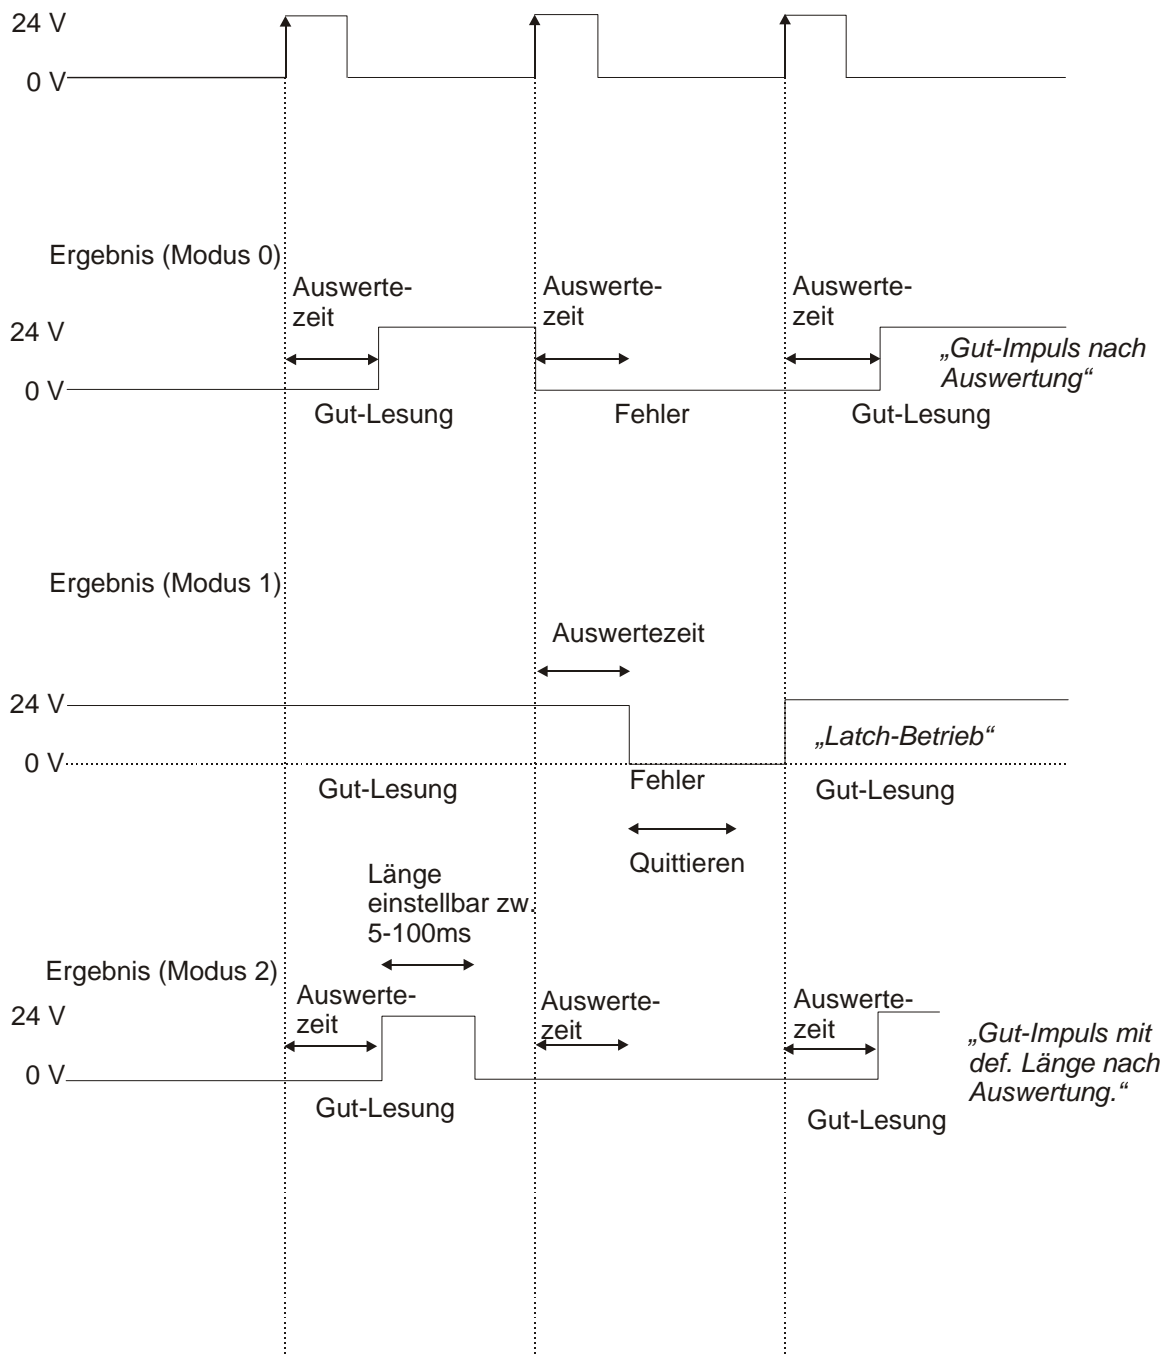 24 V
0 V
Ergebnis (Modus 0)
Auswerte-
zeit
Auswerte-
zeit
Auswerte-
zeit
24 V
0 V
„Gut-Impuls nach
Auswertung“
Gut-Lesung
Fehler
Gut-Lesung
Ergebnis (Modus 1)
Auswertezeit
24 V
0 V
„Latch-Betrieb“
Gut-Lesung
Fehler
Gut-Lesung
Quittieren
Länge
einstellbar zw.
5-100ms
Ergebnis (Modus 2)
Auswerte-
zeit
Auswerte-
zeit
Auswerte-
zeit
24 V
0 V
„Gut-Impuls mit
def. Länge nach
Auswertung.“
Gut-Lesung
Gut-Lesung